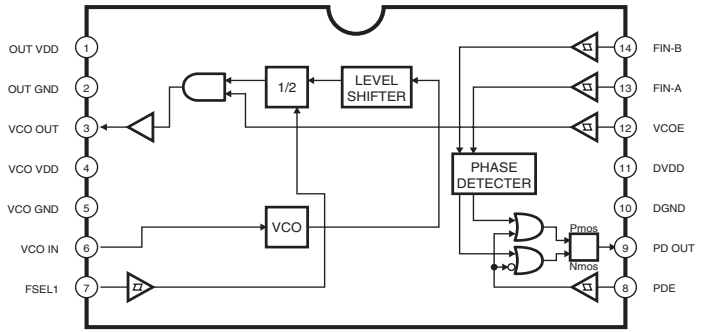 OUT VDD 1
OUT GND 2
VCO OUT 3
VCO VDD 4
VCO GND 5
VCO IN 6
FSEL1 7
1/2
LEVEL
SHIFTER
VCO
PHASE
DETECTER
Pmos
Nmos
14 FIN-B
13 FIN-A
12 VCOE
11 DVDD
10 DGND
9 PD OUT
8 PDE